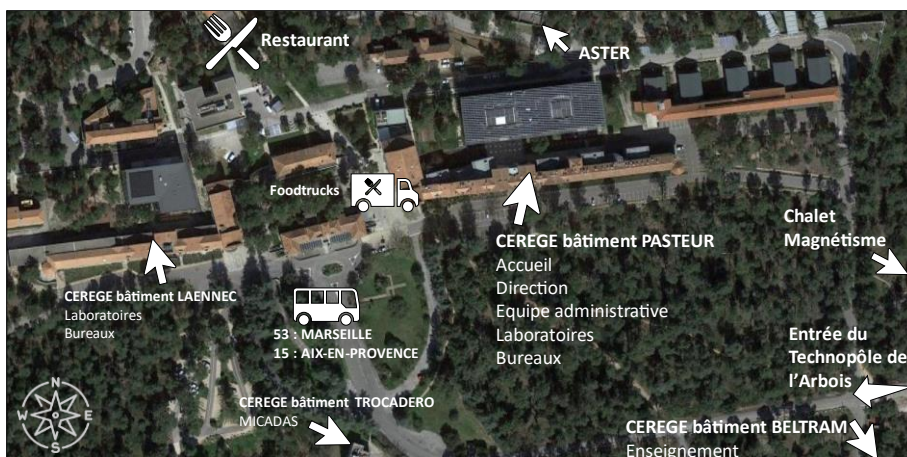 Restaurant
ASTER
Foodtrucks
CEREGE bâtiment PASTEUR
Accueil
Direction
Equipe administrative
Laboratoires
Bureaux
Chalet
Magnétisme
CEREGE bâtiment LAENNEC
Laboratoires
Bureaux
53 : MARSEILLE
15 : AIX-EN-PROVENCE
Entrée du
Technopôle de
l'Arbois
CEREGE bâtiment TROCADERO
MICADAS
CEREGE bâtiment BELTRAM
Enseignement
N
W
E
S